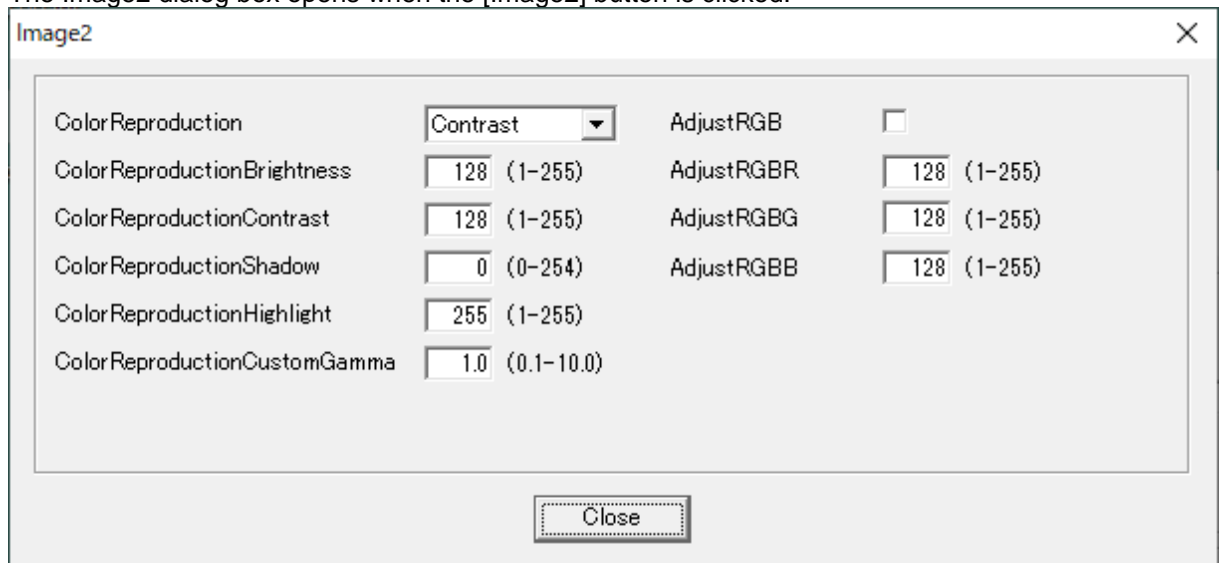 The Image2 dialog box opens when the [Image2] button is clicked.
Image2
ColorReproduction Contrast AdjustRGB
ColorReproductionBrightness 128 (1-255) AdjustRGBR 128 (1-255)
ColorReproductionContrast 128 (1-255) AdjustRGBG 128 (1-255)
ColorReproductionShadow 0 (0-254) AdjustRGBB 128 (1-255)
ColorReproductionHighlight 255 (1-255)
ColorReproductionCustomGamma 1.0 (0.1-10.0)
Close